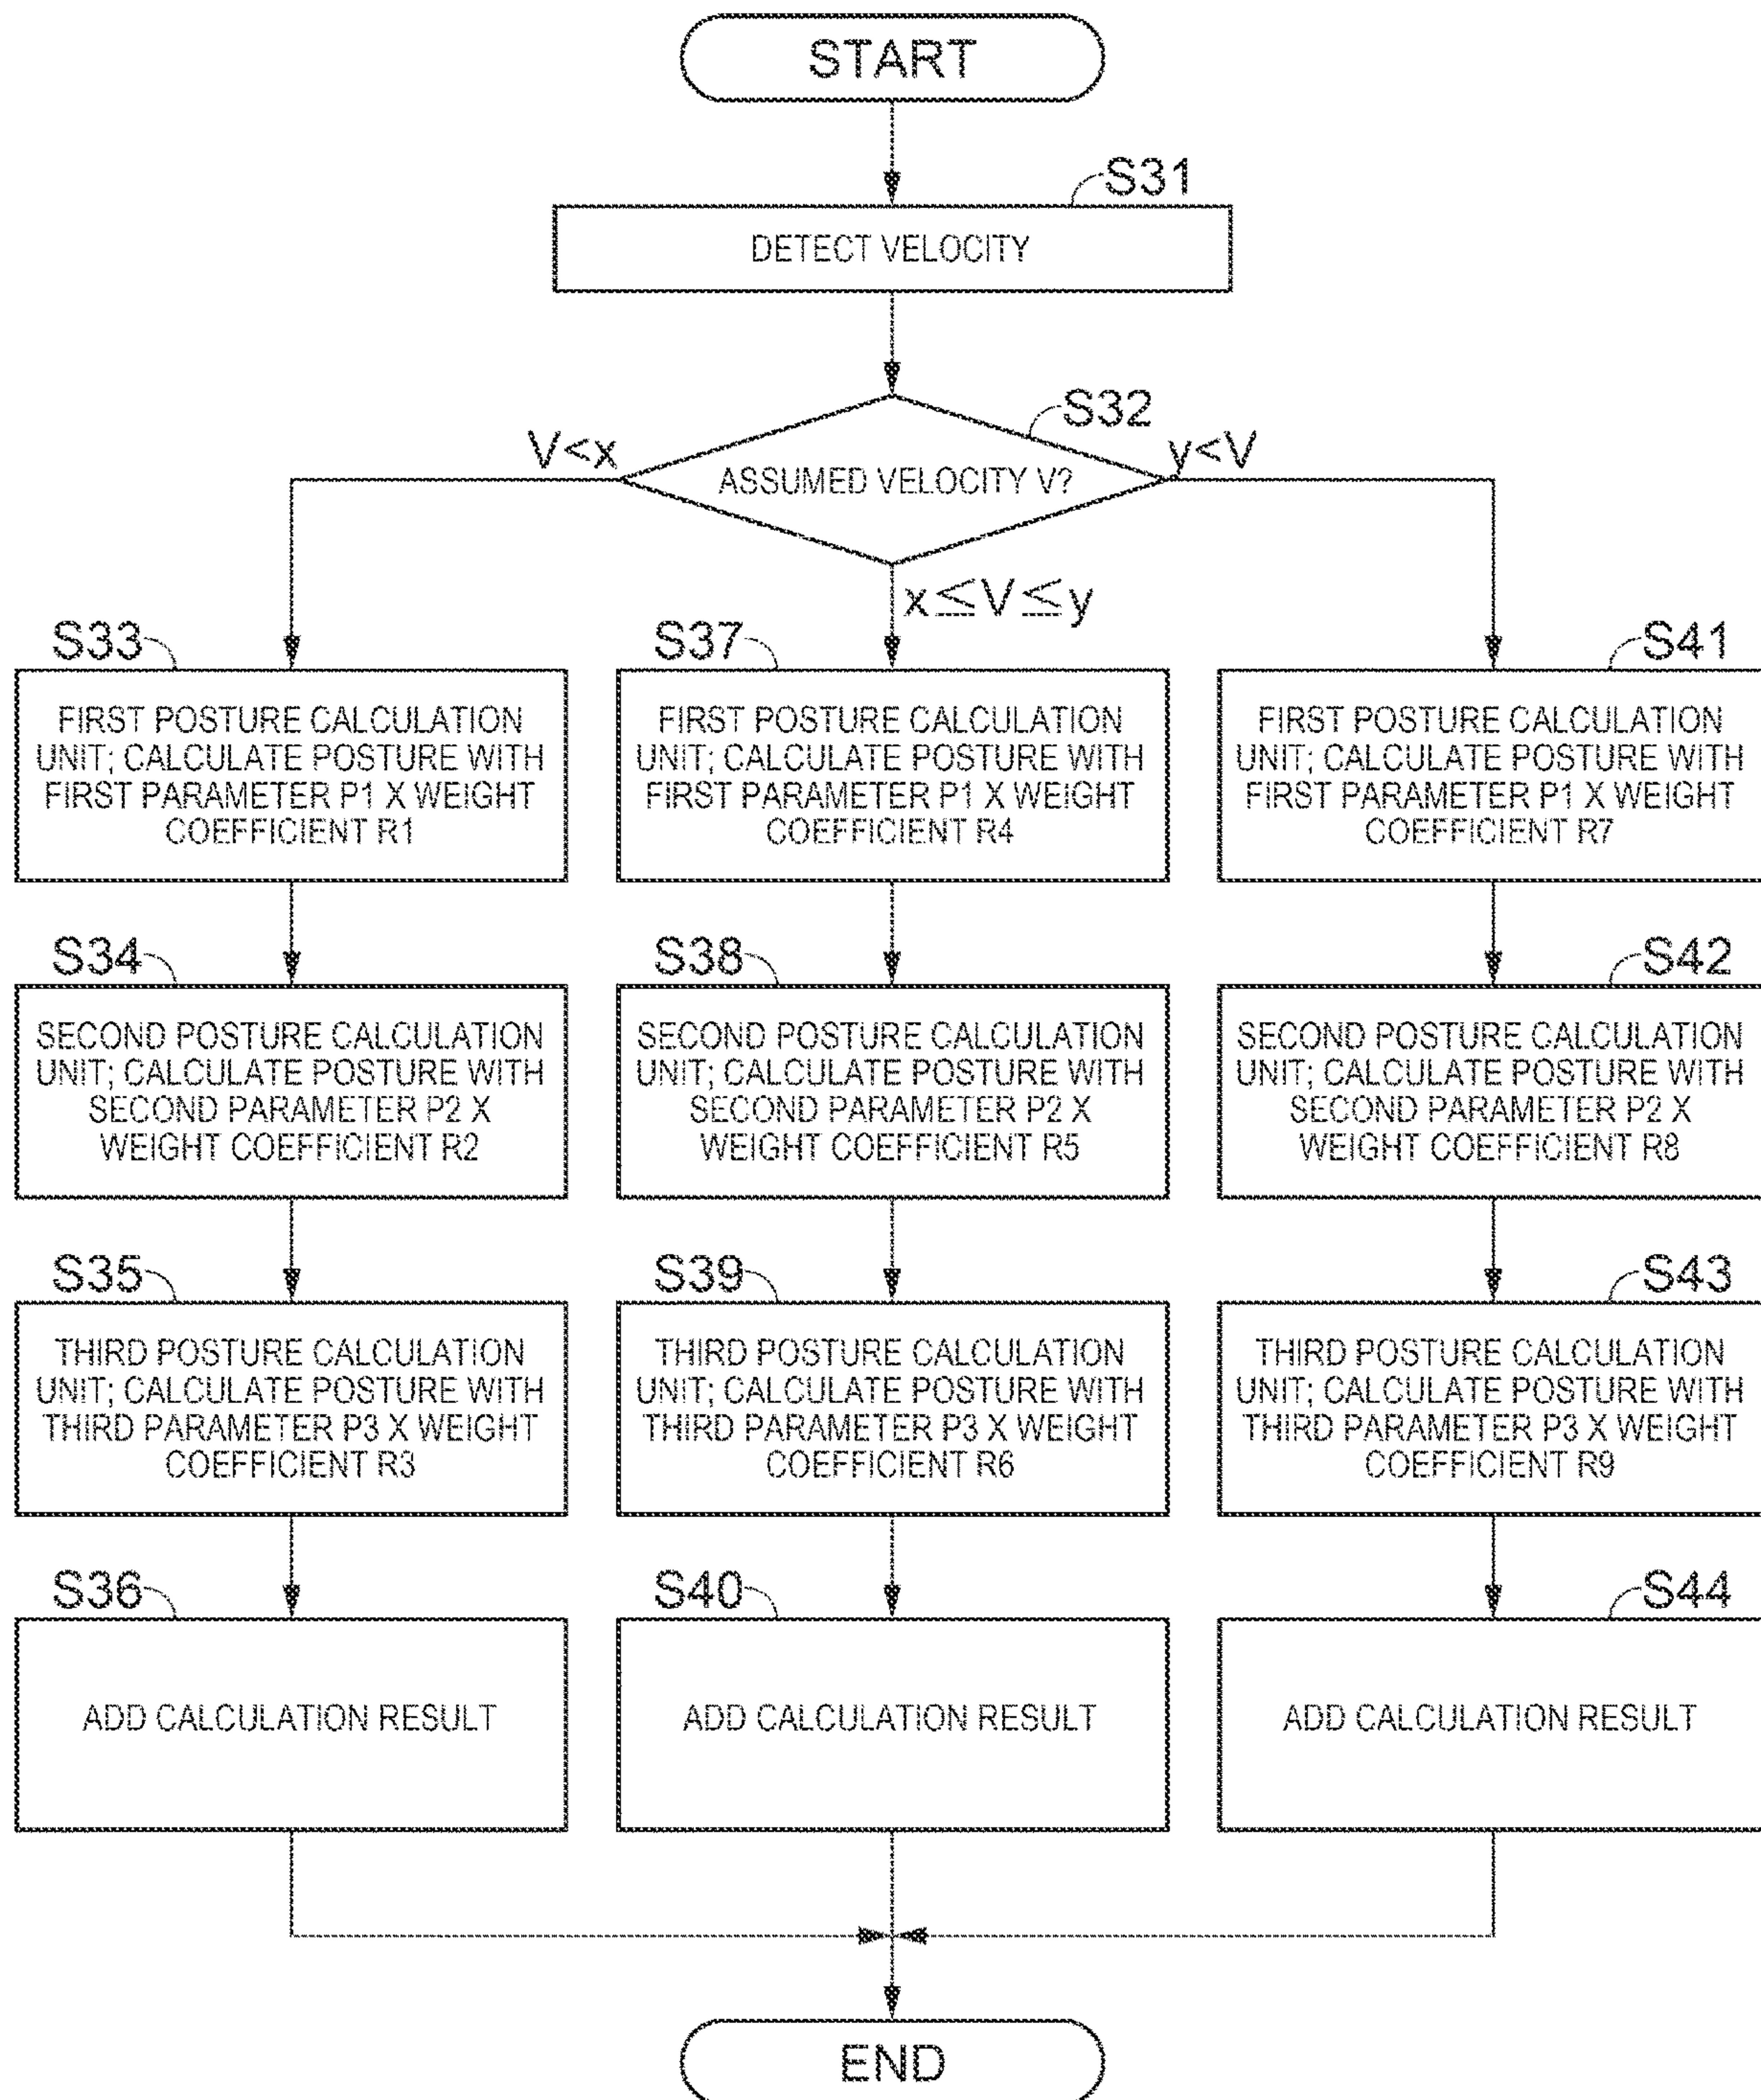 START
S31
DETECT VELOCITY
S32
V<x
y<V
ASSUMED VELOCITY V?
x≦V≦y
S33
FIRST POSTURE CALCULATION
UNIT; CALCULATE POSTURE WITH
FIRST PARAMETER P1 X WEIGHT
COEFFICIENT R1
S34
SECOND POSTURE CALCULATION
UNIT; CALCULATE POSTURE WITH
SECOND PARAMETER P2 X
WEIGHT COEFFICIENT R2
S35
THIRD POSTURE CALCULATION
UNIT; CALCULATE POSTURE WITH
THIRD PARAMETER P3 X WEIGHT
COEFFICIENT R3
S36
ADD CALCULATION RESULT
S37
FIRST POSTURE CALCULATION
UNIT; CALCULATE POSTURE WITH
FIRST PARAMETER P1 X WEIGHT
COEFFICIENT R4
S38
SECOND POSTURE CALCULATION
UNIT; CALCULATE POSTURE WITH
SECOND PARAMETER P2 X
WEIGHT COEFFICIENT R5
S39
THIRD POSTURE CALCULATION
UNIT; CALCULATE POSTURE WITH
THIRD PARAMETER P3 X WEIGHT
COEFFICIENT R6
S40
ADD CALCULATION RESULT
S41
FIRST POSTURE CALCULATION
UNIT; CALCULATE POSTURE WITH
FIRST PARAMETER P1 X WEIGHT
COEFFICIENT R7
S42
SECOND POSTURE CALCULATION
UNIT; CALCULATE POSTURE WITH
SECOND PARAMETER P2 X
WEIGHT COEFFICIENT R8
S43
THIRD POSTURE CALCULATION
UNIT; CALCULATE POSTURE WITH
THIRD PARAMETER P3 X WEIGHT
COEFFICIENT R9
S44
ADD CALCULATION RESULT
END